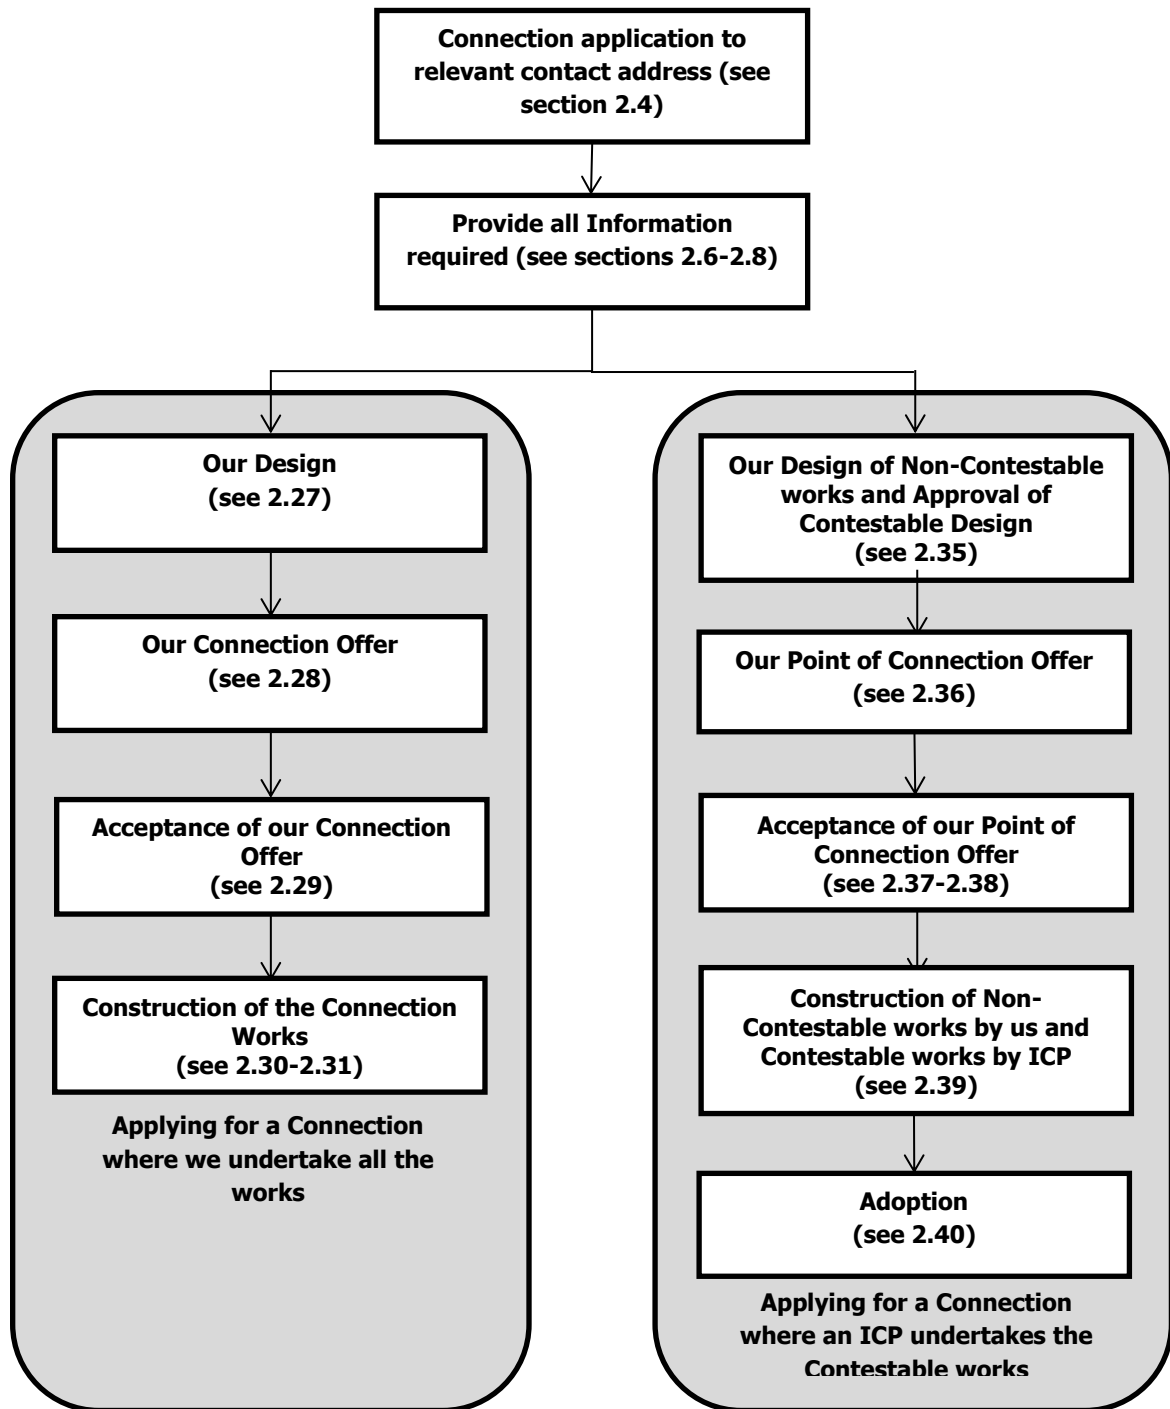 Connection application to
relevant contact address (see
section 2.4)
Provide all Information
required (see sections 2.6-2.8)
Our Design
(see 2.27)
Our Connection Offer
(see 2.28)
Acceptance of our Connection
Offer
(see 2.29)
Construction of the Connection
Works
(see 2.30-2.31)
Applying for a Connection
where we undertake all the
works
Our Design of Non-Contestable
works and Approval of
Contestable Design
(see 2.35)
Our Point of Connection Offer
(see 2.36)
Acceptance of our Point of
Connection Offer
(see 2.37-2.38)
Construction of Non-
Contestable works by us and
Contestable works by ICP
(see 2.39)
Adoption
(see 2.40)
Applying for a Connection
where an ICP undertakes the
Contestable works